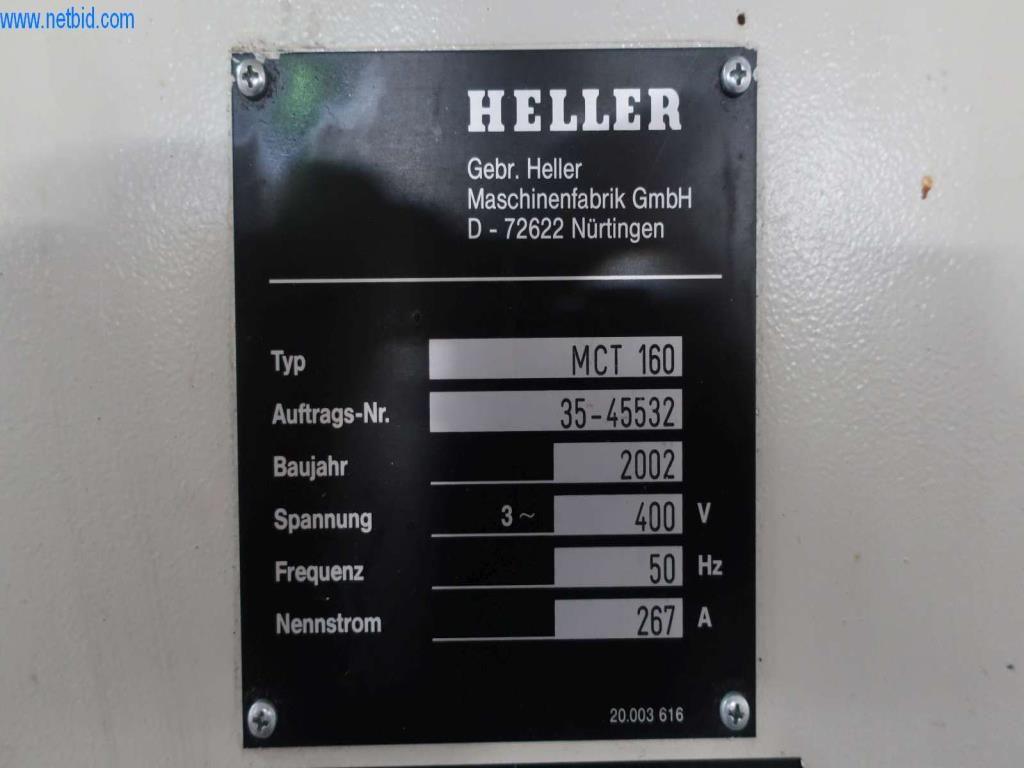 www.netbid.com
HELLER
Gebr. Heller
Maschinenfabrik GmbH
D - 72622 Nürtingen
Typ MCT 160
Auftrags-Nr. 35-45532
Baujahr 2002
Spannung 3~ 400 V
Frequenz 50 Hz
Nennstrom 267 A
20.003 616